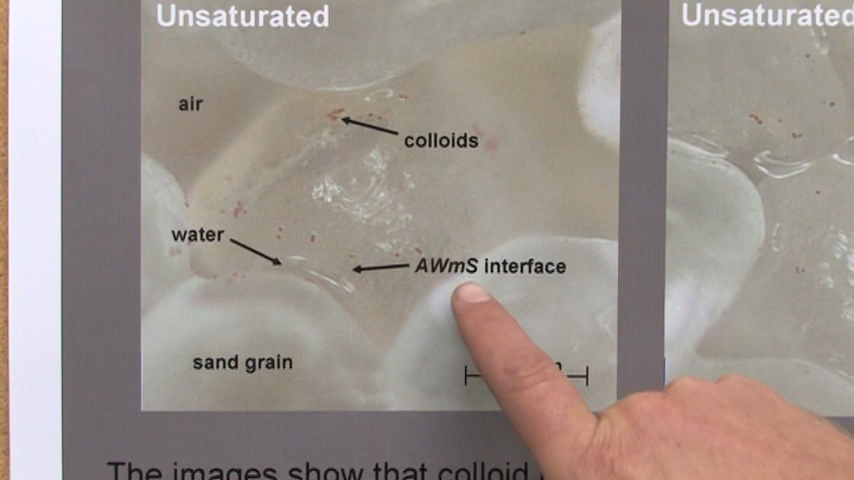 Unsaturated
Unsaturated
air
colloids
water
AWmS interface
sand grain
The images show that colloid